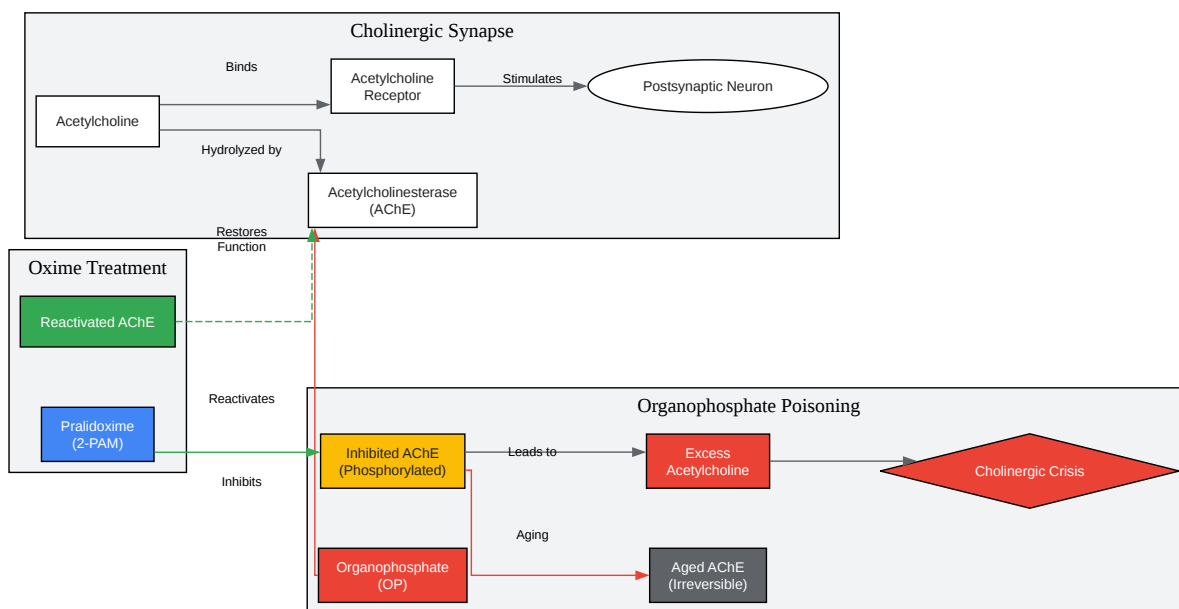 Cholinergic Synapse
Binds
Acetylcholine
Receptor
Stimulates
Postsynaptic Neuron
Acetylcholine
Hydrolyzed by
Acetylcholinesterase
(AChE)
Restores
Function
Oxime Treatment
Reactivated AChE
Reactivates
Pralidoxime
(2-PAM)
Inhibits
Organophosphate Poisoning
Inhibited AChE
(Phosphorylated)
Leads to
Excess
Acetylcholine
Cholinergic Crisis
Aging
Organophosphate
(OP)
Aged AChE
(Irreversible)